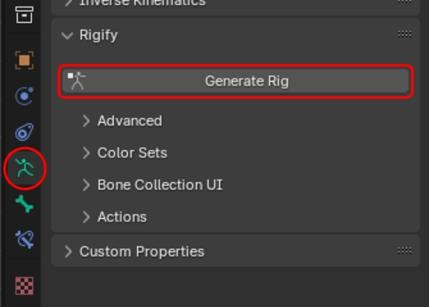 Inverse Kinematics
Rigify
Generate Rig
Advanced
Color Sets
Bone Collection UI
Actions
Custom Properties